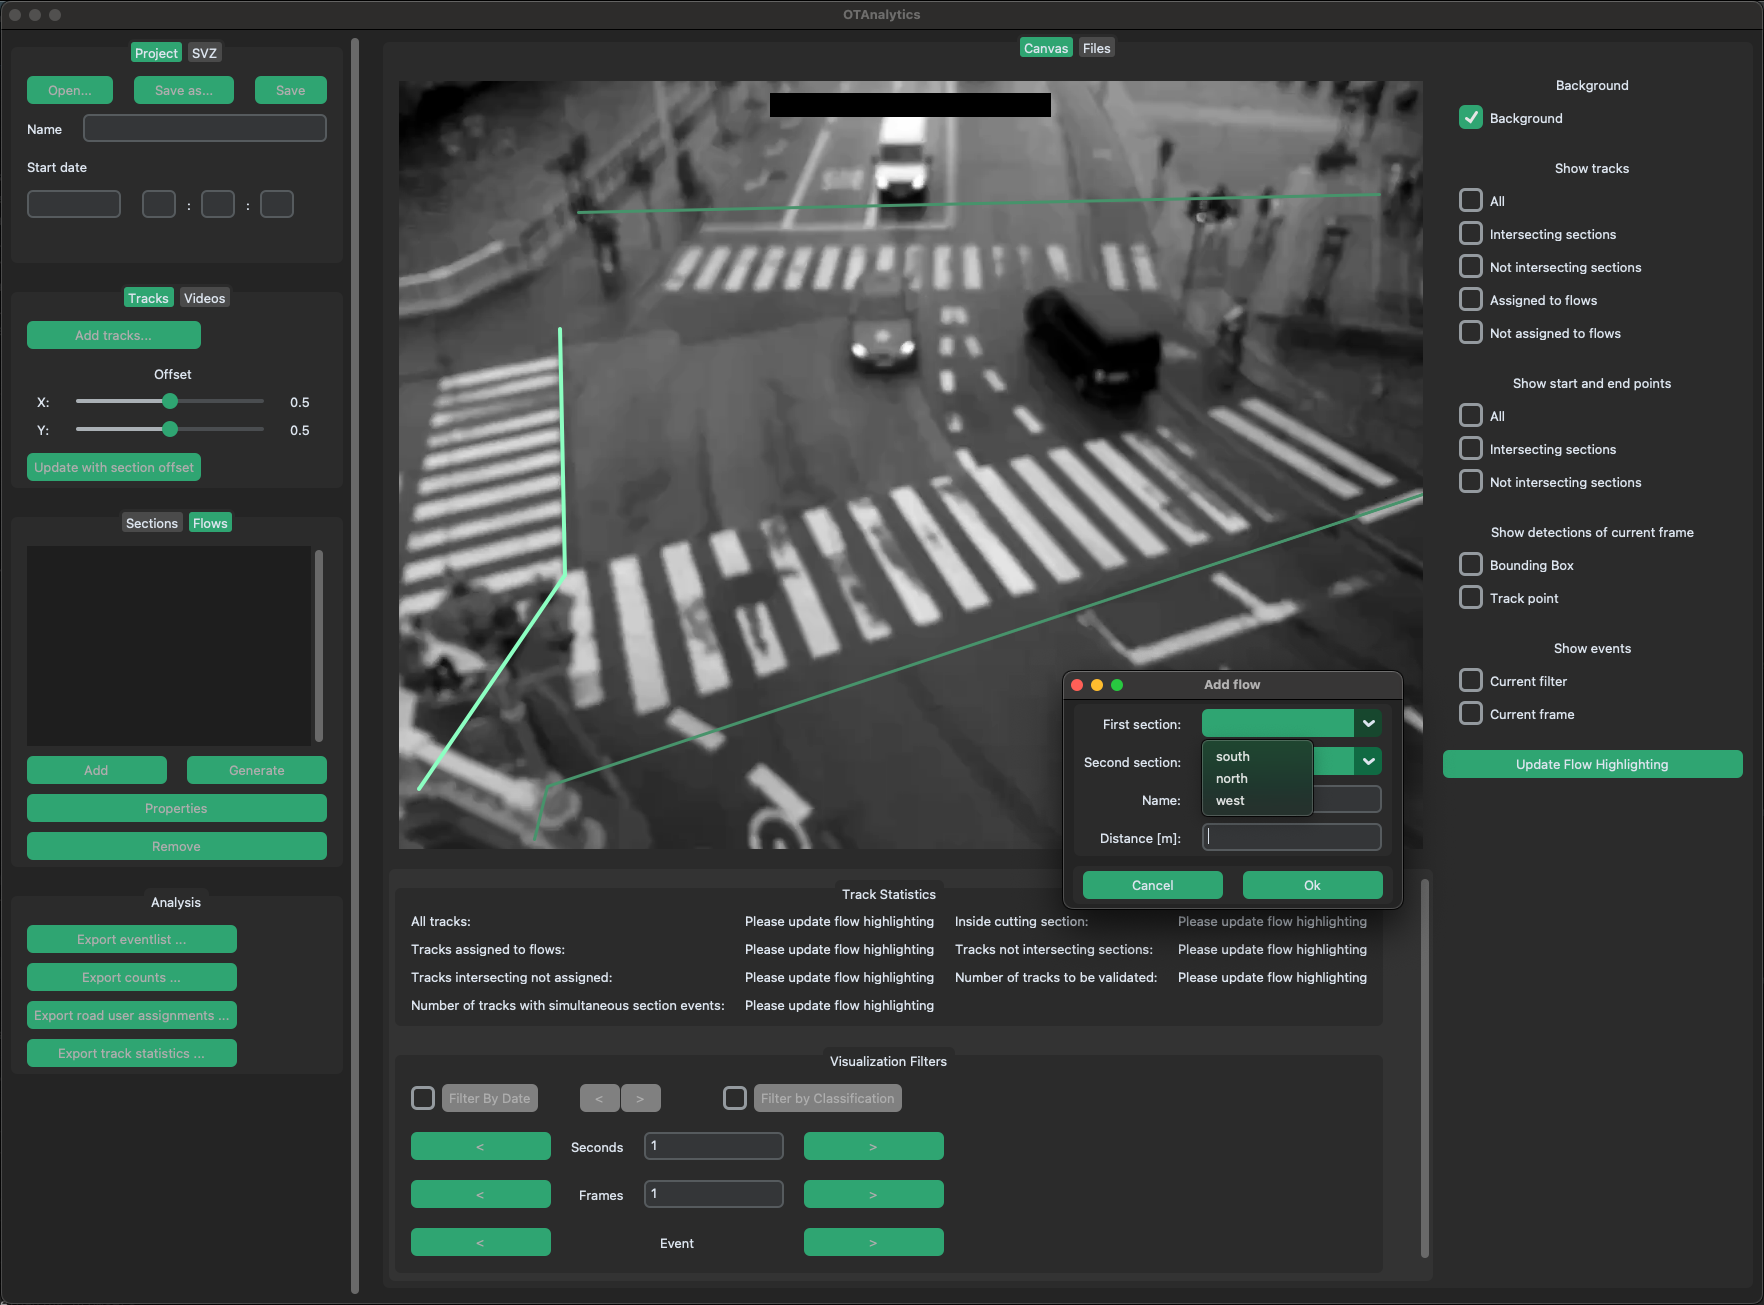 OTAnalytics
Project SVZ
Open... Save as... Save
Name
Start date
: :
Tracks Videos
Add tracks...
Offset
X: 0.5
Y: 0.5
Update with section offset
Sections Flows
Add Generate
Properties
Remove
Analysis
Export eventlist ...
Export counts ...
Export road user assignments ...
Export track statistics ...
Canvas Files
Add flow
First section:
south
north
west
Second section:
Name:
Distance [m]:
Cancel Ok
Track Statistics
All tracks: Please update flow highlighting Inside cutting section: Please update flow highlighting
Tracks assigned to flows: Please update flow highlighting Tracks not intersecting sections: Please update flow highlighting
Tracks intersecting not assigned: Please update flow highlighting Number of tracks to be validated: Please update flow highlighting
Number of tracks with simultaneous section events: Please update flow highlighting
Visualization Filters
Filter By Date < > Filter by Classification
< Seconds 1 >
< Frames 1 >
< Event >
Background
Background
Show tracks
All
Intersecting sections
Not intersecting sections
Assigned to flows
Not assigned to flows
Show start and end points
All
Intersecting sections
Not intersecting sections
Show detections of current frame
Bounding Box
Track point
Show events
Current filter
Current frame
Update Flow Highlighting